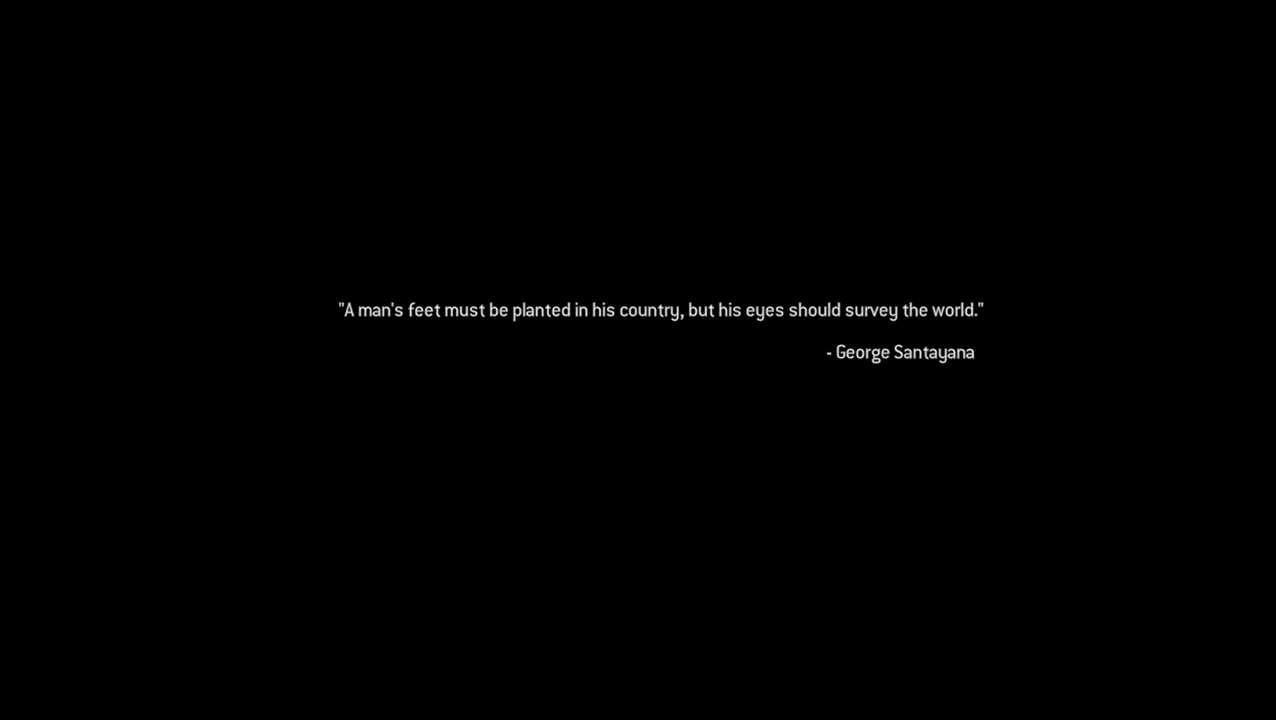 "A man's feet must be planted in his country, but his eyes should survey the world."
- George Santayana